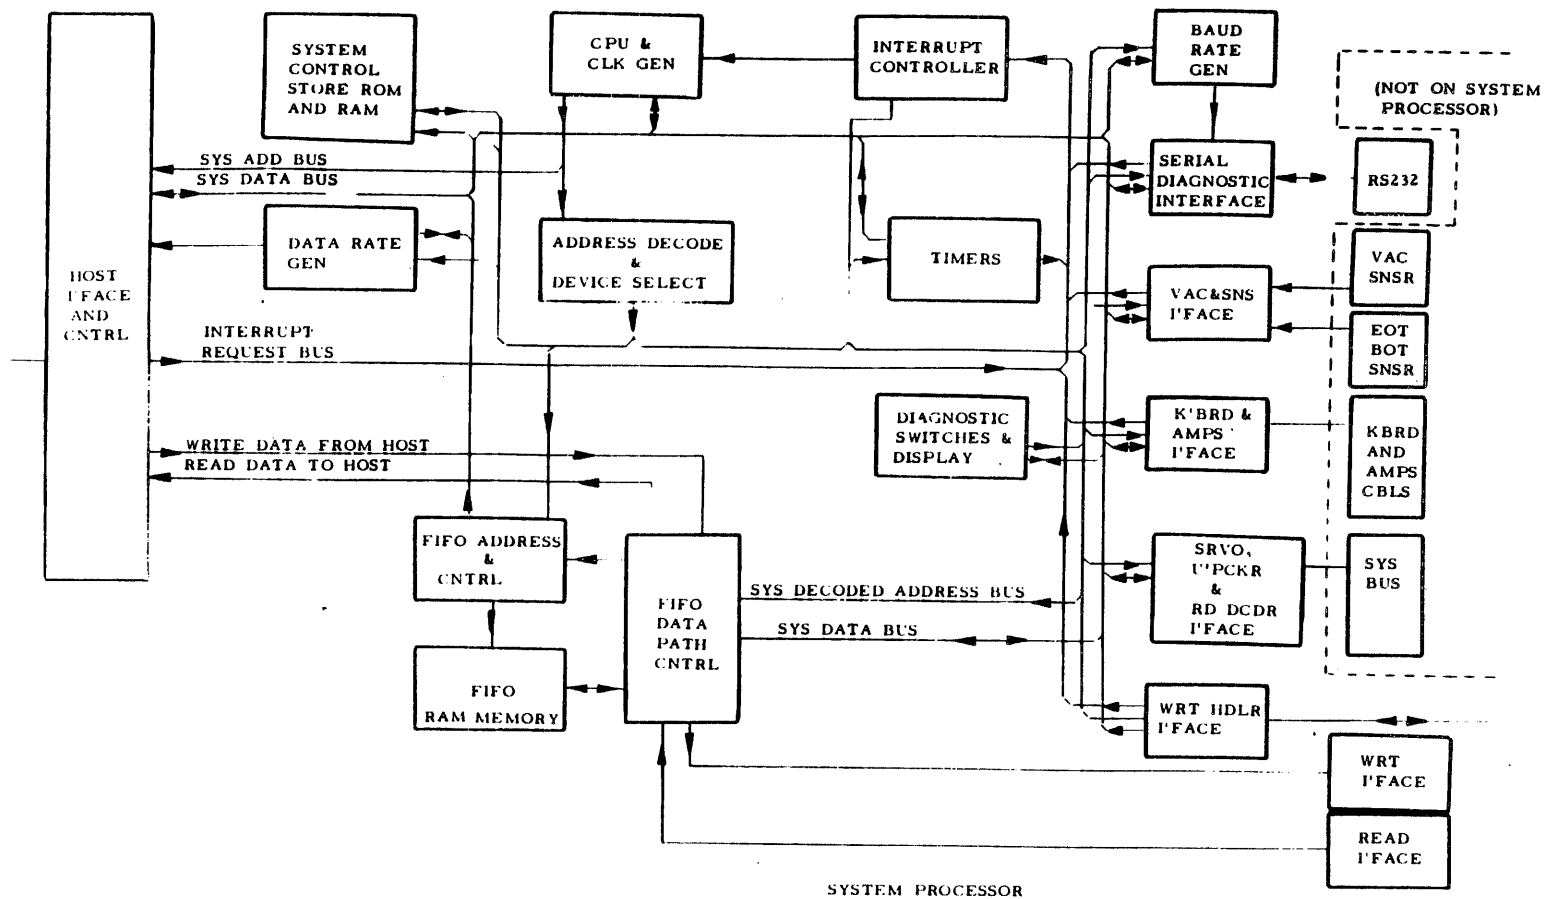 SYSTEM
CONTROL
STORE ROM
AND RAM
CPU &
CLK GEN
INTERRUPT
CONTROLLER
BAUD
RATE
GEN
(NOT ON SYSTEM
PROCESSOR)
SYS ADD BUS
SYS DATA BUS
SERIAL
DIAGNOSTIC
INTERFACE
RS232
DATA RATE
GEN
ADDRESS DECODE
&
DEVICE SELECT
TIMERS
VAC
SNSR
HOST
I'FACE
AND
CNTRL
VAC&SNS
I'FACE
EOT
BOT
SNSR
INTERRUPT
REQUEST BUS
DIAGNOSTIC
SWITCHES &
DISPLAY
K'BRD &
AMPS
I'FACE
KBRD
AND
AMPS
CBLS
WRITE DATA FROM HOST
READ DATA TO HOST
FIFO ADDRESS
&
CNTRL
FIFO
DATA
PATH
CNTRL
SYS DECODED ADDRESS BUS
SYS DATA BUS
SRVO,
U'PCKR
&
RD DCDR
I'FACE
SYS
BUS
FIFO
RAM MEMORY
WRT HDLR
I'FACE
WRT
I'FACE
READ
I'FACE
SYSTEM PROCESSOR